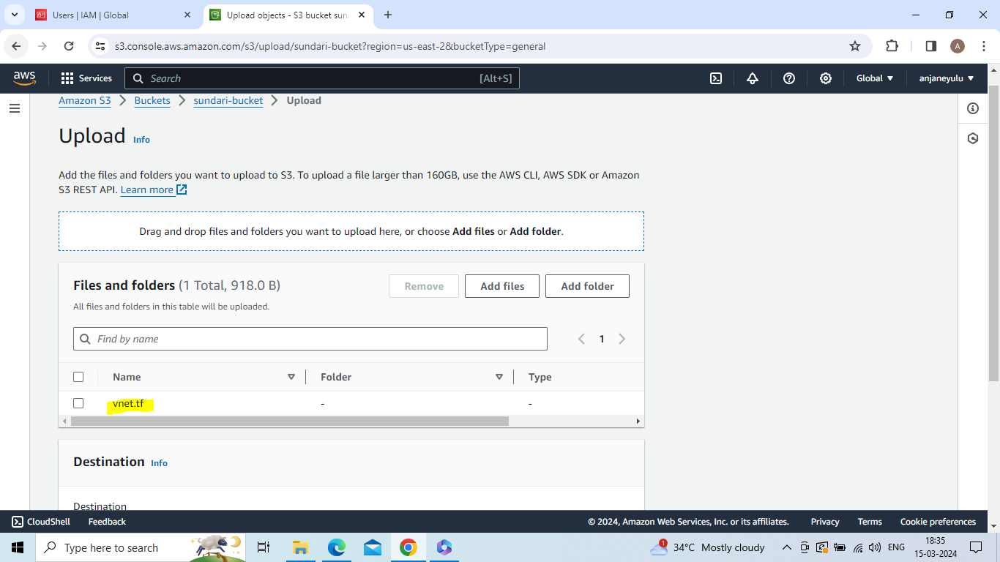 Users | IAM | Global
Upload objects - S3 bucket sun
s3.console.aws.amazon.com/s3/upload/sundari-bucket?region=us-east-2&bucketType=general
A
aws
Services
Search
[Alt+S]
Global
anjaneyulu
Amazon S3
Buckets
sundari-bucket
Upload
Upload Info
Add the files and folders you want to upload to S3. To upload a file larger than 160GB, use the AWS CLI, AWS SDK or Amazon
S3 REST API. Learn more
Drag and drop files and folders you want to upload here, or choose Add files or Add folder.
Files and folders (1 Total, 918.0 B)
Remove
Add files
Add folder
All files and folders in this table will be uploaded.
Find by name
1
Name
Folder
Type
vnet.tf
-
-
Destination Info
Destination
CloudShell
Feedback
© 2024, Amazon Web Services, Inc. or its affiliates.
Privacy
Terms
Cookie preferences
Type here to search
1
34°C Mostly cloudy
ENG
18:35
15-03-2024